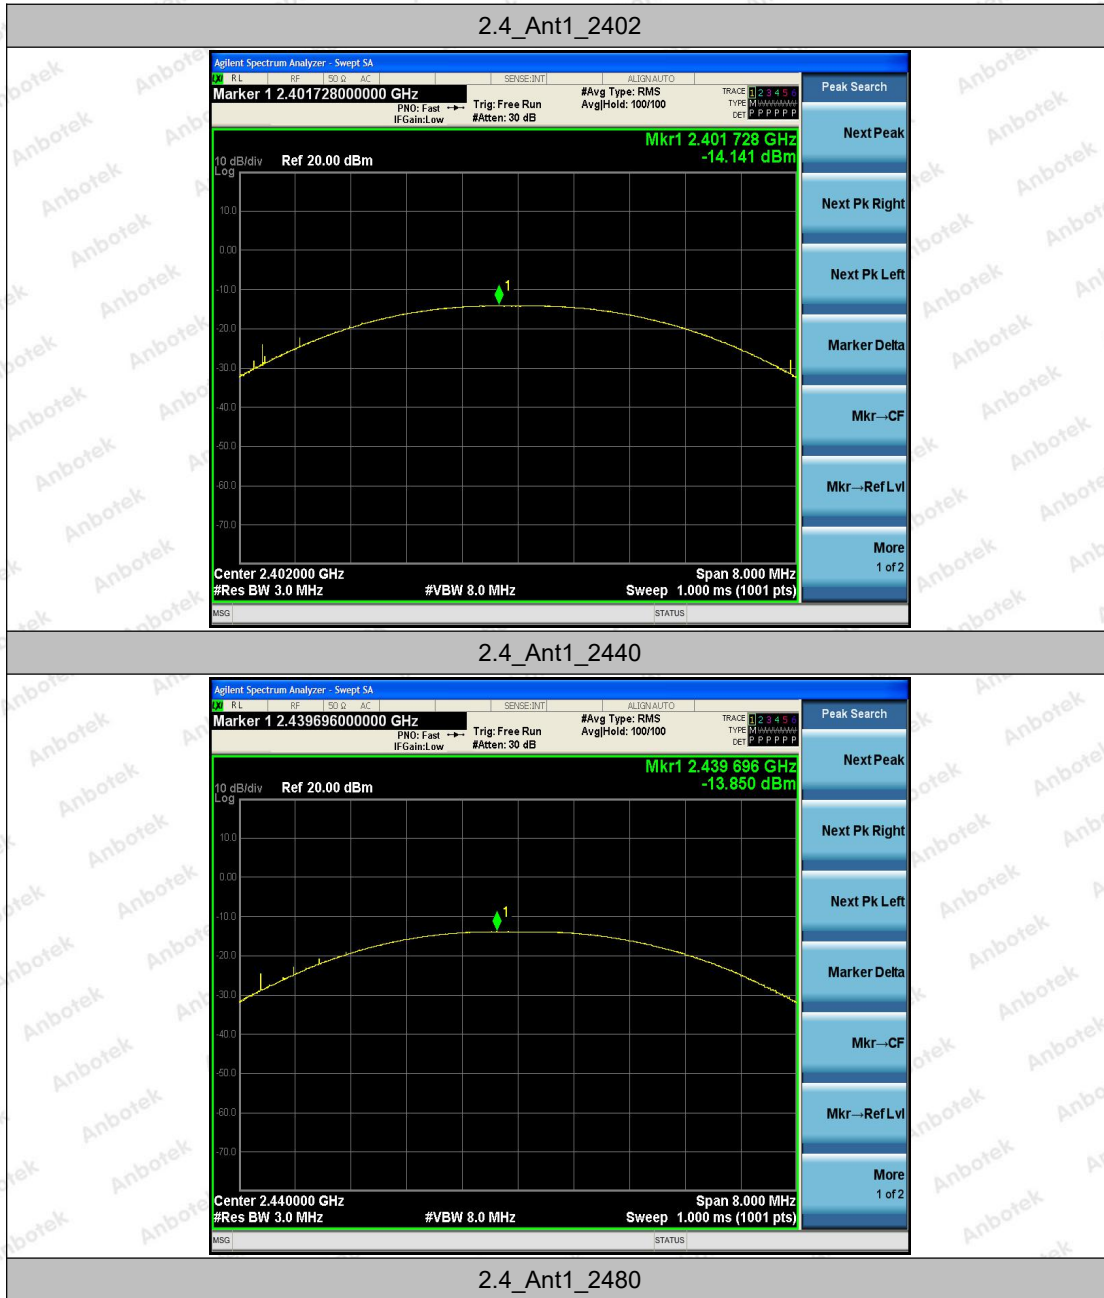 2.4_Ant1_2402
Agilent Spectrum Analyzer - Swept SA
RL RF 50 Ω AC SENSE:INT ALIGNAUTO
Marker 1 2.401728000000 GHz
PNO: Fast
IFGain:Low
Trig: Free Run
#Atten: 30 dB
#Avg Type: RMS
Avg|Hold: 100/100
TRACE 1 2 3 4 5 6
TYPE M
DET P P P P P P
Mkr1 2.401 728 GHz
-14.141 dBm
10 dB/div Ref 20.00 dBm
Log
10.0
0.00
-10.0
-20.0
-30.0
-40.0
-50.0
-60.0
-70.0
1
Center 2.402000 GHz
Span 8.000 MHz
#Res BW 3.0 MHz
#VBW 8.0 MHz
Sweep 1.000 ms (1001 pts)
MSG
STATUS
Peak Search
Next Peak
Next Pk Right
Next Pk Left
Marker Delta
Mkr→CF
Mkr→Ref Lvl
More
1 of 2
2.4_Ant1_2440
Agilent Spectrum Analyzer - Swept SA
RL RF 50 Ω AC SENSE:INT ALIGNAUTO
Marker 1 2.439696000000 GHz
PNO: Fast
IFGain:Low
Trig: Free Run
#Atten: 30 dB
#Avg Type: RMS
Avg|Hold: 100/100
TRACE 1 2 3 4 5 6
TYPE M
DET P P P P P P
Mkr1 2.439 696 GHz
-13.850 dBm
10 dB/div Ref 20.00 dBm
Log
10.0
0.00
-10.0
-20.0
-30.0
-40.0
-50.0
-60.0
-70.0
1
Center 2.440000 GHz
Span 8.000 MHz
#Res BW 3.0 MHz
#VBW 8.0 MHz
Sweep 1.000 ms (1001 pts)
MSG
STATUS
Peak Search
Next Peak
Next Pk Right
Next Pk Left
Marker Delta
Mkr→CF
Mkr→Ref Lvl
More
1 of 2
2.4_Ant1_2480
Anbotek